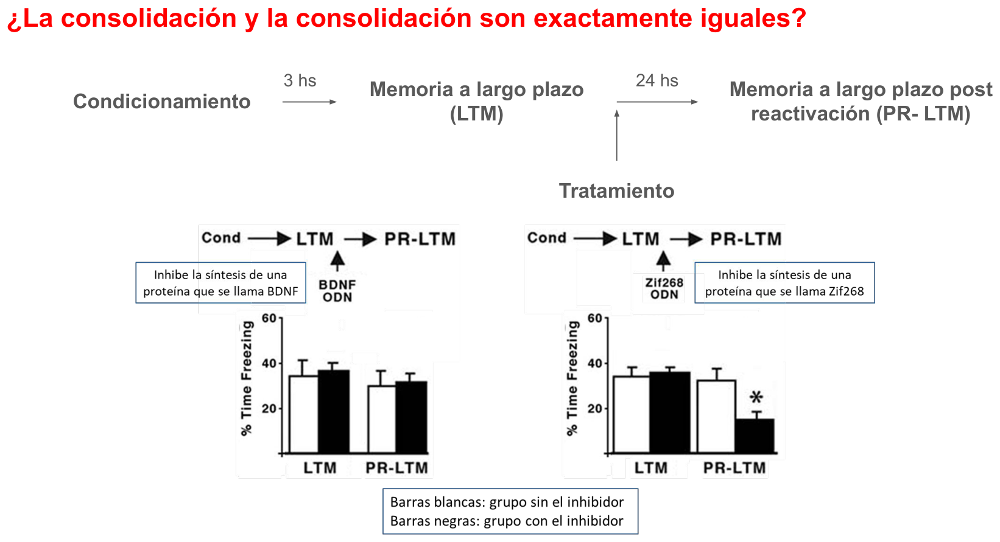 ¿La consolidación y la consolidación son exactamente iguales?
Condicionamiento
3 hs
Memoria a largo plazo
(LTM)
24 hs
Memoria a largo plazo post
reactivación (PR- LTM)
Tratamiento
Cond
LTM
PR-LTM
Inhibe la síntesis de una
proteína que se llama BDNF
BDNF
ODN
% Time Freezing
60
40
20
LTM
PR-LTM
Cond
LTM
PR-LTM
Zif268
ODN
Inhibe la síntesis de una
proteína que se llama Zif268
% Time Freezing
60
40
20
*
LTM
PR-LTM
Barras blancas: grupo sin el inhibidor
Barras negras: grupo con el inhibidor